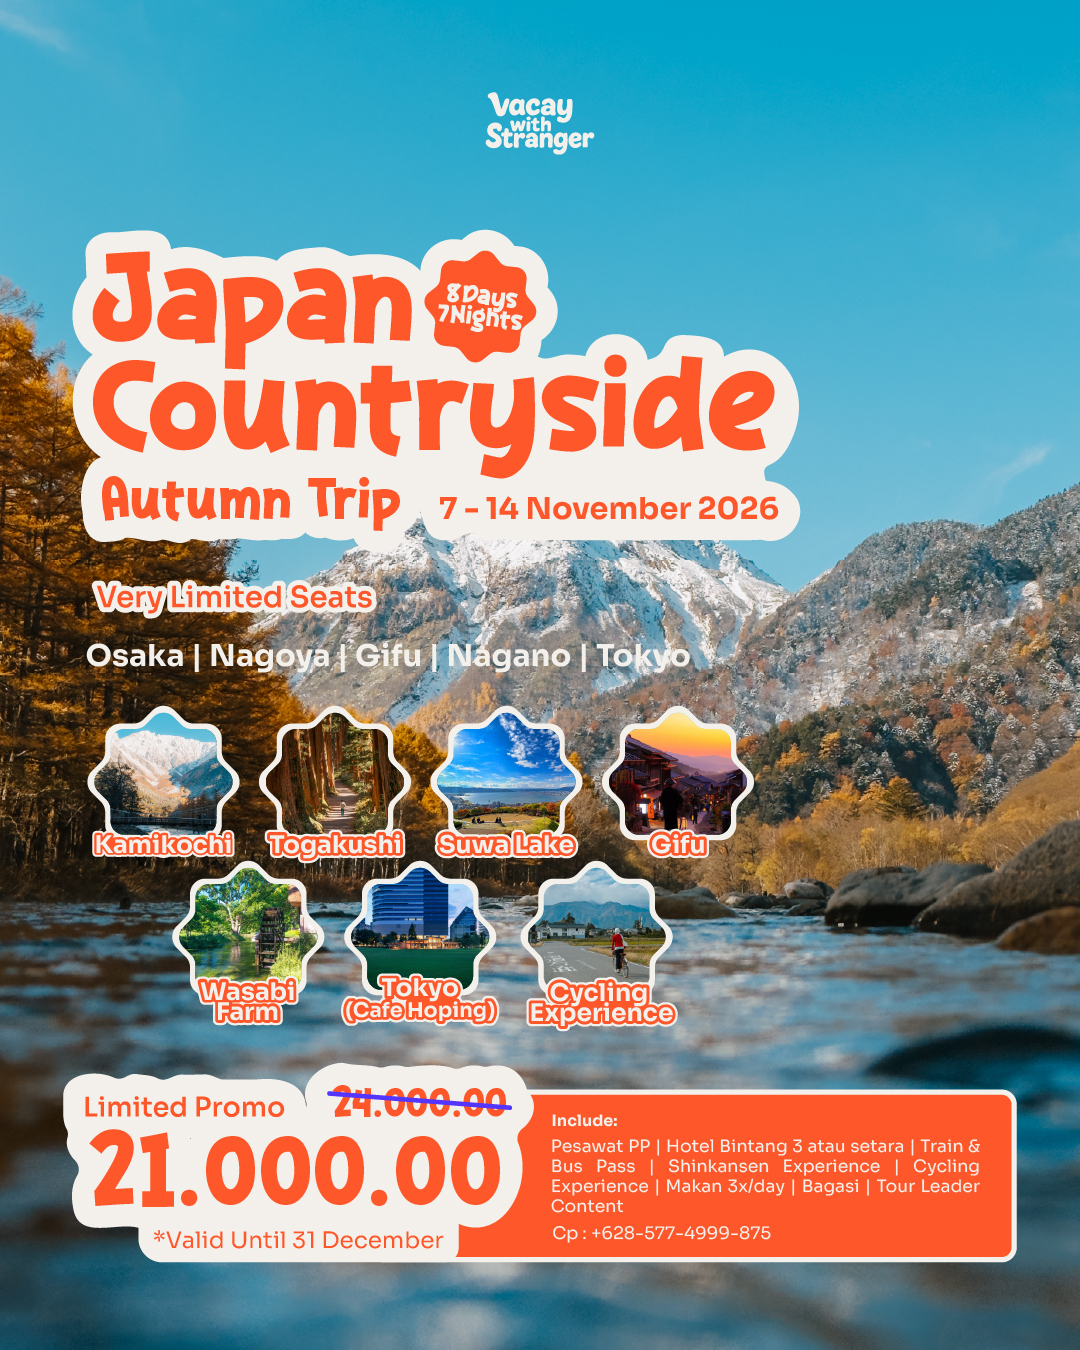 Vacay
with
Stranger
Japan
8 Days
7 Nights
Countryside
Autumn Trip
7 - 14 November 2026
Very Limited Seats
Osaka | Nagoya | Gifu | Nagano | Tokyo
Kamikochi
Togakushi
Suwa Lake
Gifu
Wasabi
Farm
Tokyo
(Cafe Hoping)
Cycling
Experience
Limited Promo
24.000.00
21.000.00
*Valid Until 31 December
Include:
Pesawat PP | Hotel Bintang 3 atau setara | Train &
Bus Pass | Shinkansen Experience | Cycling
Experience | Makan 3x/day | Bagasi | Tour Leader
Content
Cp : +628-577-4999-875